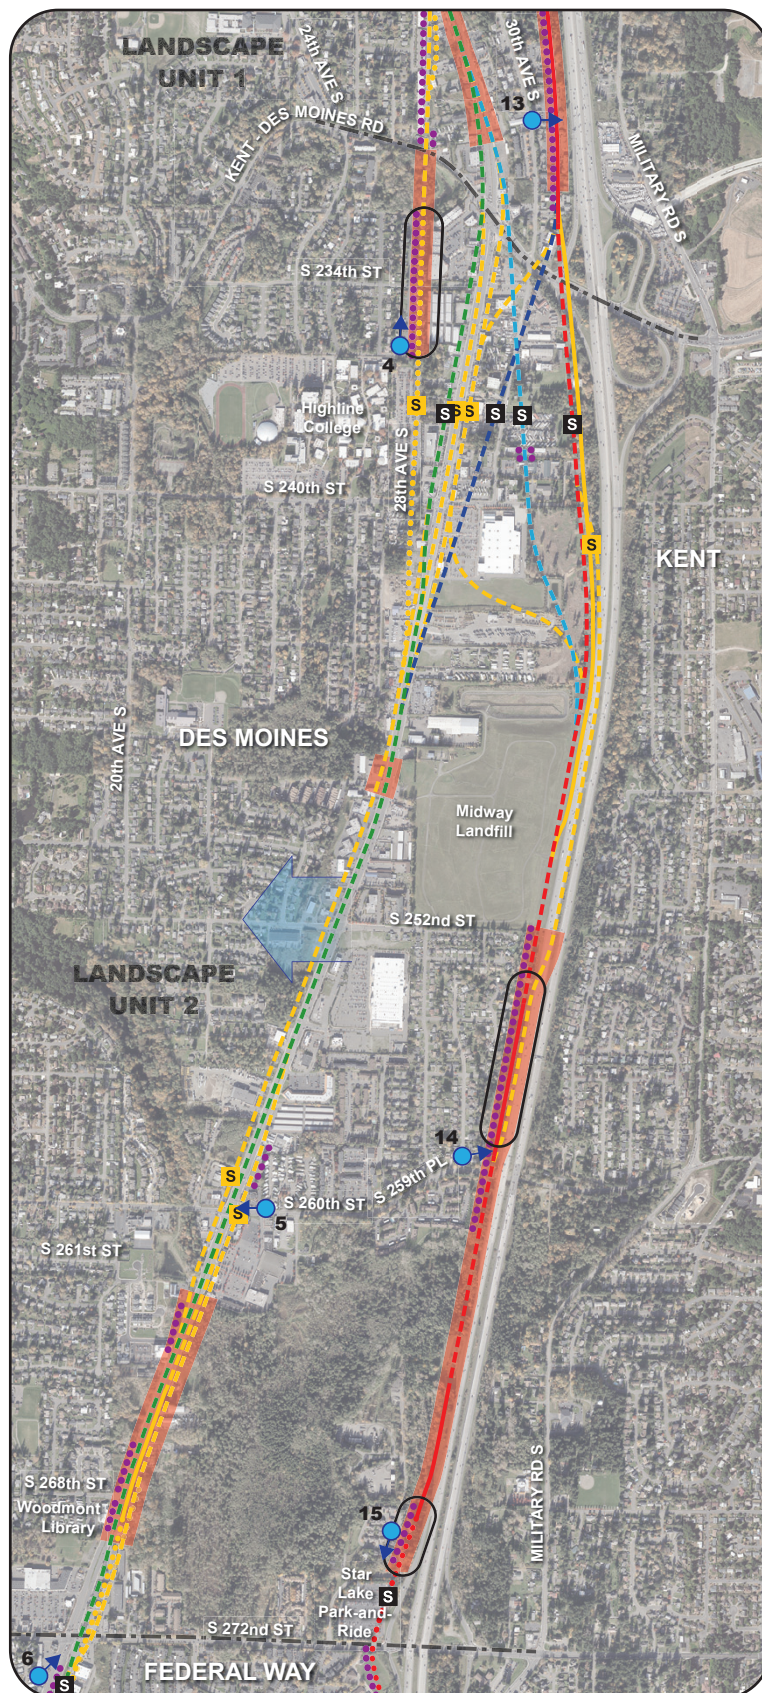 LANDSCAPE
UNIT 1
24th AVE S
30th AVE S
13
KENT - DES MOINES RD
MILITARY RD S
S 234th ST
4
Highline
College
S
S
S
S
S
S
S
28th AVE S
S 240th ST
S
KENT
20th AVE S
DES MOINES
Midway
Landfill
S 252nd ST
LANDSCAPE
UNIT 2
14
S 259th PL
S
S 260th ST
S
5
S 261st ST
MILITARY RD S
S 268th ST
Woodmont
Library
15
Star
Lake
Park-and-
Ride
S
S 272nd ST
6
S
FEDERAL WAY